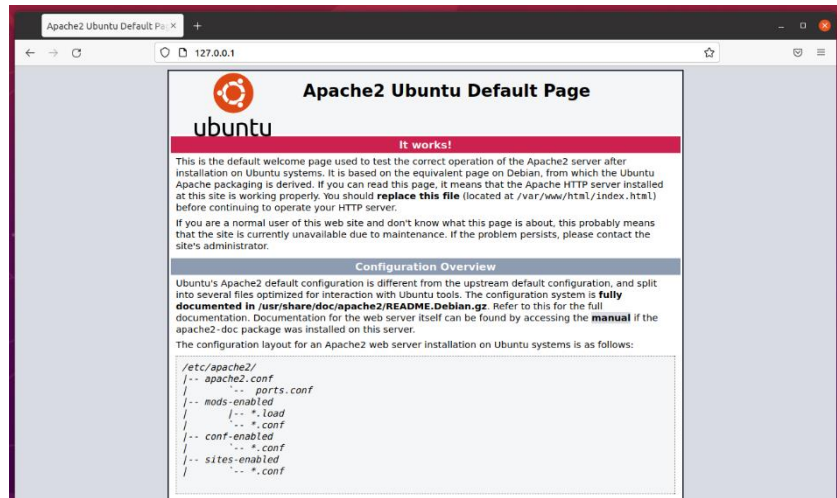 Apache2 Ubuntu Default Pa
127.0.0.1
ubuntu
Apache2 Ubuntu Default Page
It works!
This is the default welcome page used to test the correct operation of the Apache2 server after
installation on Ubuntu systems. It is based on the equivalent page on Debian, from which the Ubuntu
Apache packaging is derived. If you can read this page, it means that the Apache HTTP server installed
at this site is working properly. You should replace this file (located at /var/www/html/index.html)
before continuing to operate your HTTP server.
If you are a normal user of this web site and don't know what this page is about, this probably means
that the site is currently unavailable due to maintenance. If the problem persists, please contact the
site's administrator.
Configuration Overview
Ubuntu's Apache2 default configuration is different from the upstream default configuration, and split
into several files optimized for interaction with Ubuntu tools. The configuration system is fully
documented in /usr/share/doc/apache2/README.Debian.gz. Refer to this for the full
documentation. Documentation for the web server itself can be found by accessing the manual if the
apache2-doc package was installed on this server.
The configuration layout for an Apache2 web server installation on Ubuntu systems is as follows:
/etc/apache2/
|-- apache2.conf
|       `--  ports.conf
|-- mods-enabled
|       |-- *.load
|       `-- *.conf
|-- conf-enabled
|       `-- *.conf
|-- sites-enabled
|       `-- *.conf